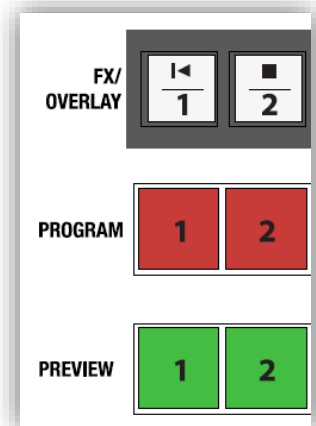 FX/
OVERLAY
1 2
PROGRAM 1 2
PREVIEW 1 2